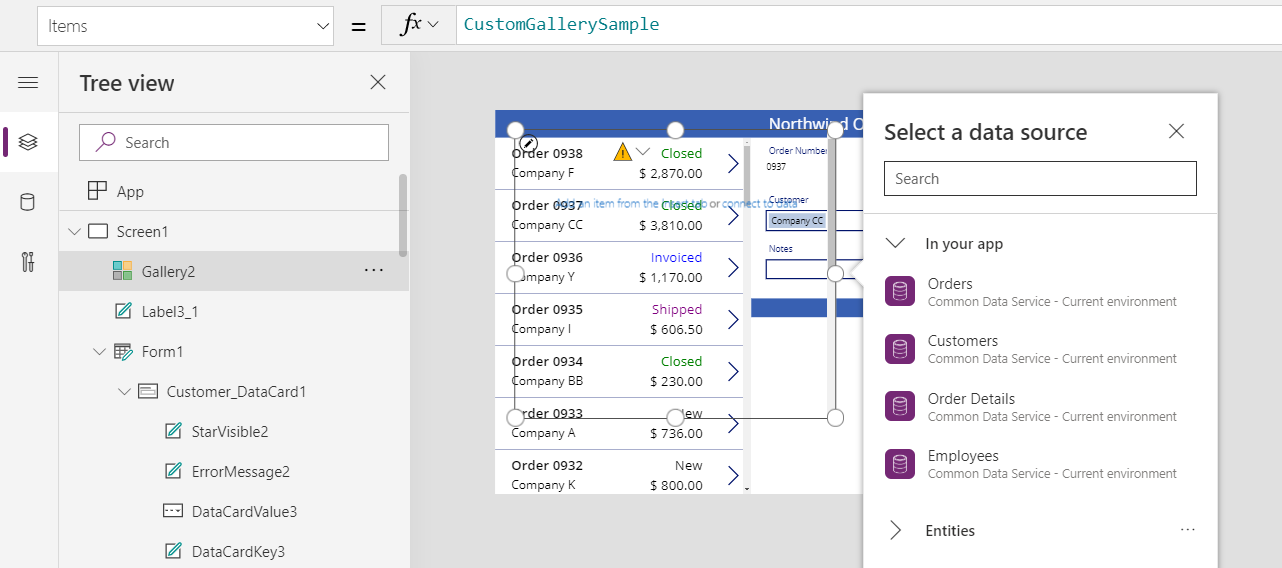 Items
=
fx
CustomGallerySample
Tree view
Search
App
Screen1
Gallery2
Label3_1
Form1
Customer_DataCard1
StarVisible2
ErrorMessage2
DataCardValue3
DataCardKey3
Northwind O
Order 0938
Closed
Company F
$ 2,870.00
Order 0937
Closed
Company CC
$ 3,810.00
Order 0936
Invoiced
Company Y
$ 1,170.00
Order 0935
Shipped
Company I
$ 606.50
Order 0934
Closed
Company BB
$ 230.00
Order 0933
New
Company A
$ 736.00
Order 0932
New
Company K
$ 800.00
Add an item from the Insert tab or connect to data
Order Number
0937
Customer
Company CC
Notes
Select a data source
Search
In your app
Orders
Common Data Service - Current environment
Customers
Common Data Service - Current environment
Order Details
Common Data Service - Current environment
Employees
Common Data Service - Current environment
Entities